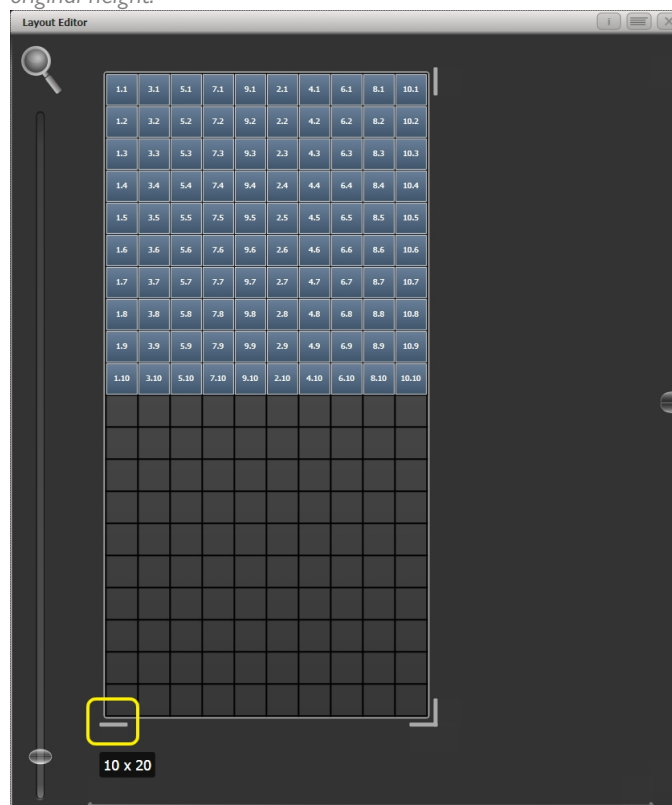 original height.
Layout Editor
1.1 3.1 5.1 7.1 9.1 2.1 4.1 6.1 8.1 10.1
1.2 3.2 5.2 7.2 9.2 2.2 4.2 6.2 8.2 10.2
1.3 3.3 5.3 7.3 9.3 2.3 4.3 6.3 8.3 10.3
1.4 3.4 5.4 7.4 9.4 2.4 4.4 6.4 8.4 10.4
1.5 3.5 5.5 7.5 9.5 2.5 4.5 6.5 8.5 10.5
1.6 3.6 5.6 7.6 9.6 2.6 4.6 6.6 8.6 10.6
1.7 3.7 5.7 7.7 9.7 2.7 4.7 6.7 8.7 10.7
1.8 3.8 5.8 7.8 9.8 2.8 4.8 6.8 8.8 10.8
1.9 3.9 5.9 7.9 9.9 2.9 4.9 6.9 8.9 10.9
1.10 3.10 5.10 7.10 9.10 2.10 4.10 6.10 8.10 10.10
10 x 20